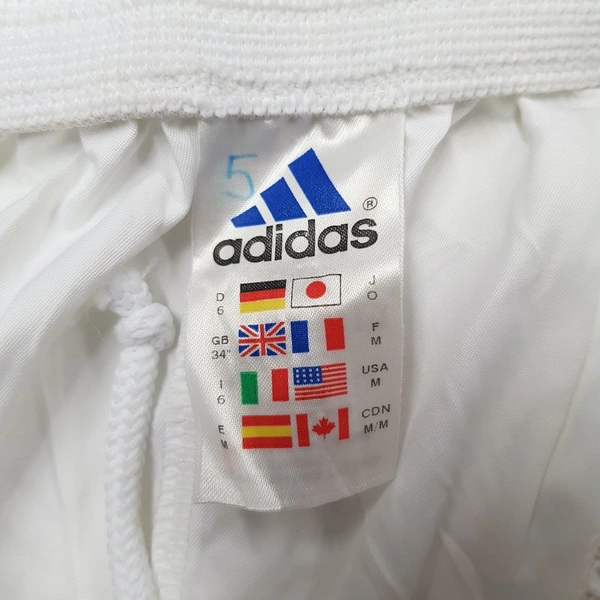 5
®
adidas
D 6 J O
GB 34" F M
I 6 USA M
E M CDN M/M